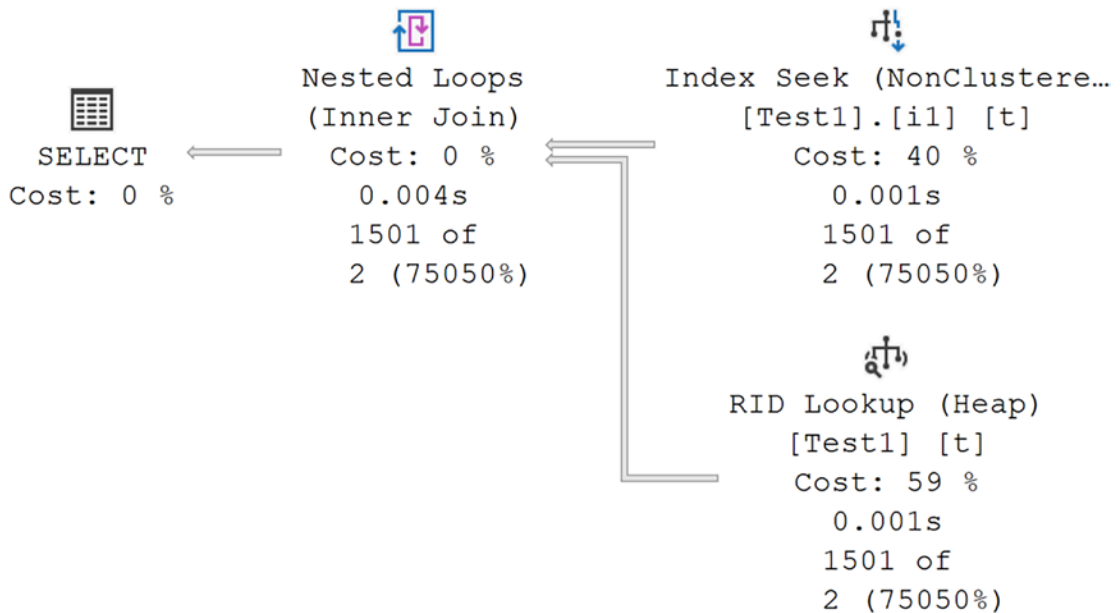 SELECT
Cost: 0 %
Nested Loops
(Inner Join)
Cost: 0 %
0.004s
1501 of
2 (75050%)
Index Seek (NonClustere…
[Test1].[i1] [t]
Cost: 40 %
0.001s
1501 of
2 (75050%)
RID Lookup (Heap)
[Test1] [t]
Cost: 59 %
0.001s
1501 of
2 (75050%)